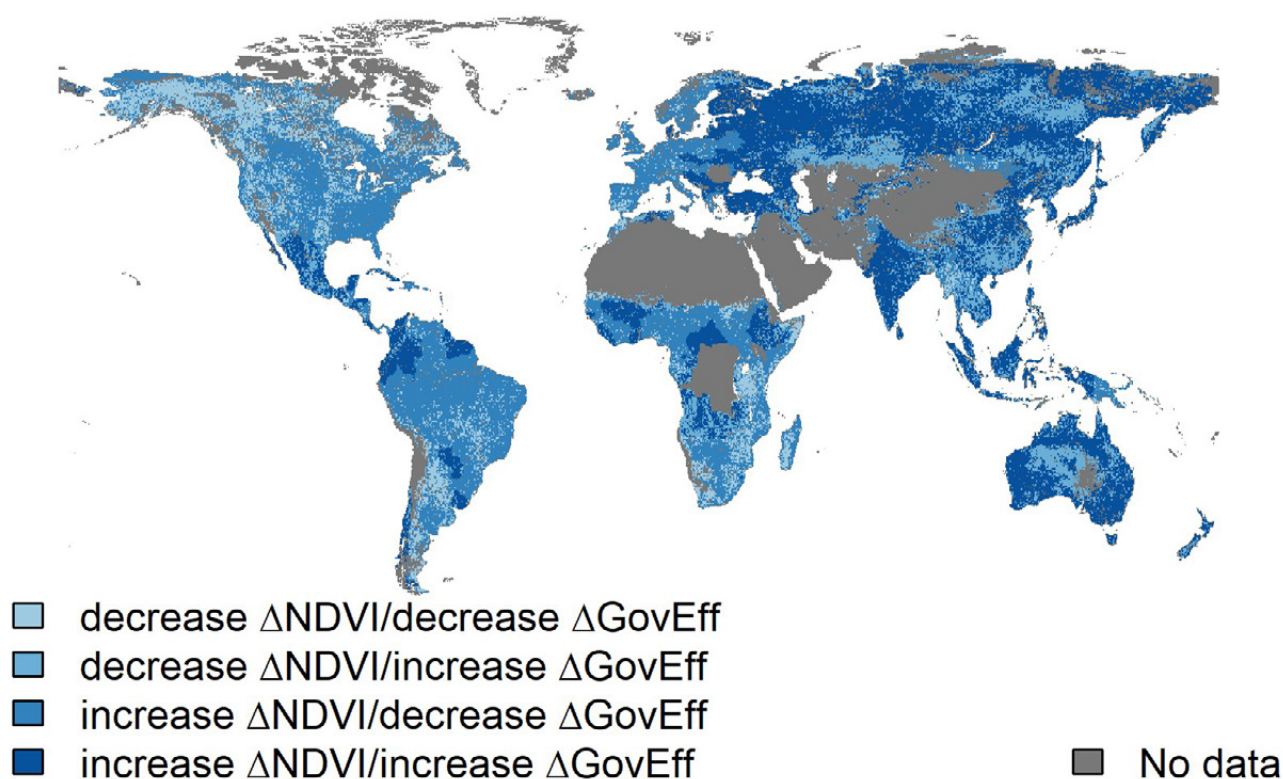 decrease ΔNDVI/decrease ΔGovEff
decrease ΔNDVI/increase ΔGovEff
increase ΔNDVI/decrease ΔGovEff
increase ΔNDVI/increase ΔGovEff
No data